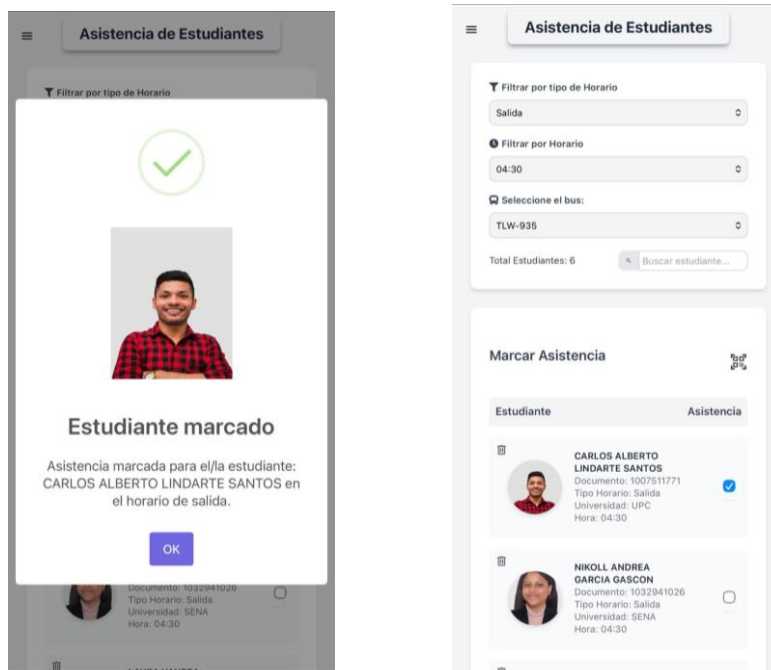 Asistencia de Estudiantes
Filtrar por tipo de Horario
Estudiante marcado
Asistencia marcada para el/la estudiante:
CARLOS ALBERTO LINDARTE SANTOS en
el horario de salida.
OK
Documento: 1032941026
Tipo Horario: Salida
Universidad: SENA
Hora: 04:30
Asistencia de Estudiantes
Filtrar por tipo de Horario
Salida
Filtrar por Horario
04:30
Seleccione el bus:
TLW-935
Total Estudiantes: 6
Buscar estudiante...
Marcar Asistencia
Estudiante Asistencia
CARLOS ALBERTO
LINDARTE SANTOS
Documento: 1007511771
Tipo Horario: Salida
Universidad: UPC
Hora: 04:30
NIKOLL ANDREA
GARCIA GASCON
Documento: 1032941026
Tipo Horario: Salida
Universidad: SENA
Hora: 04:30